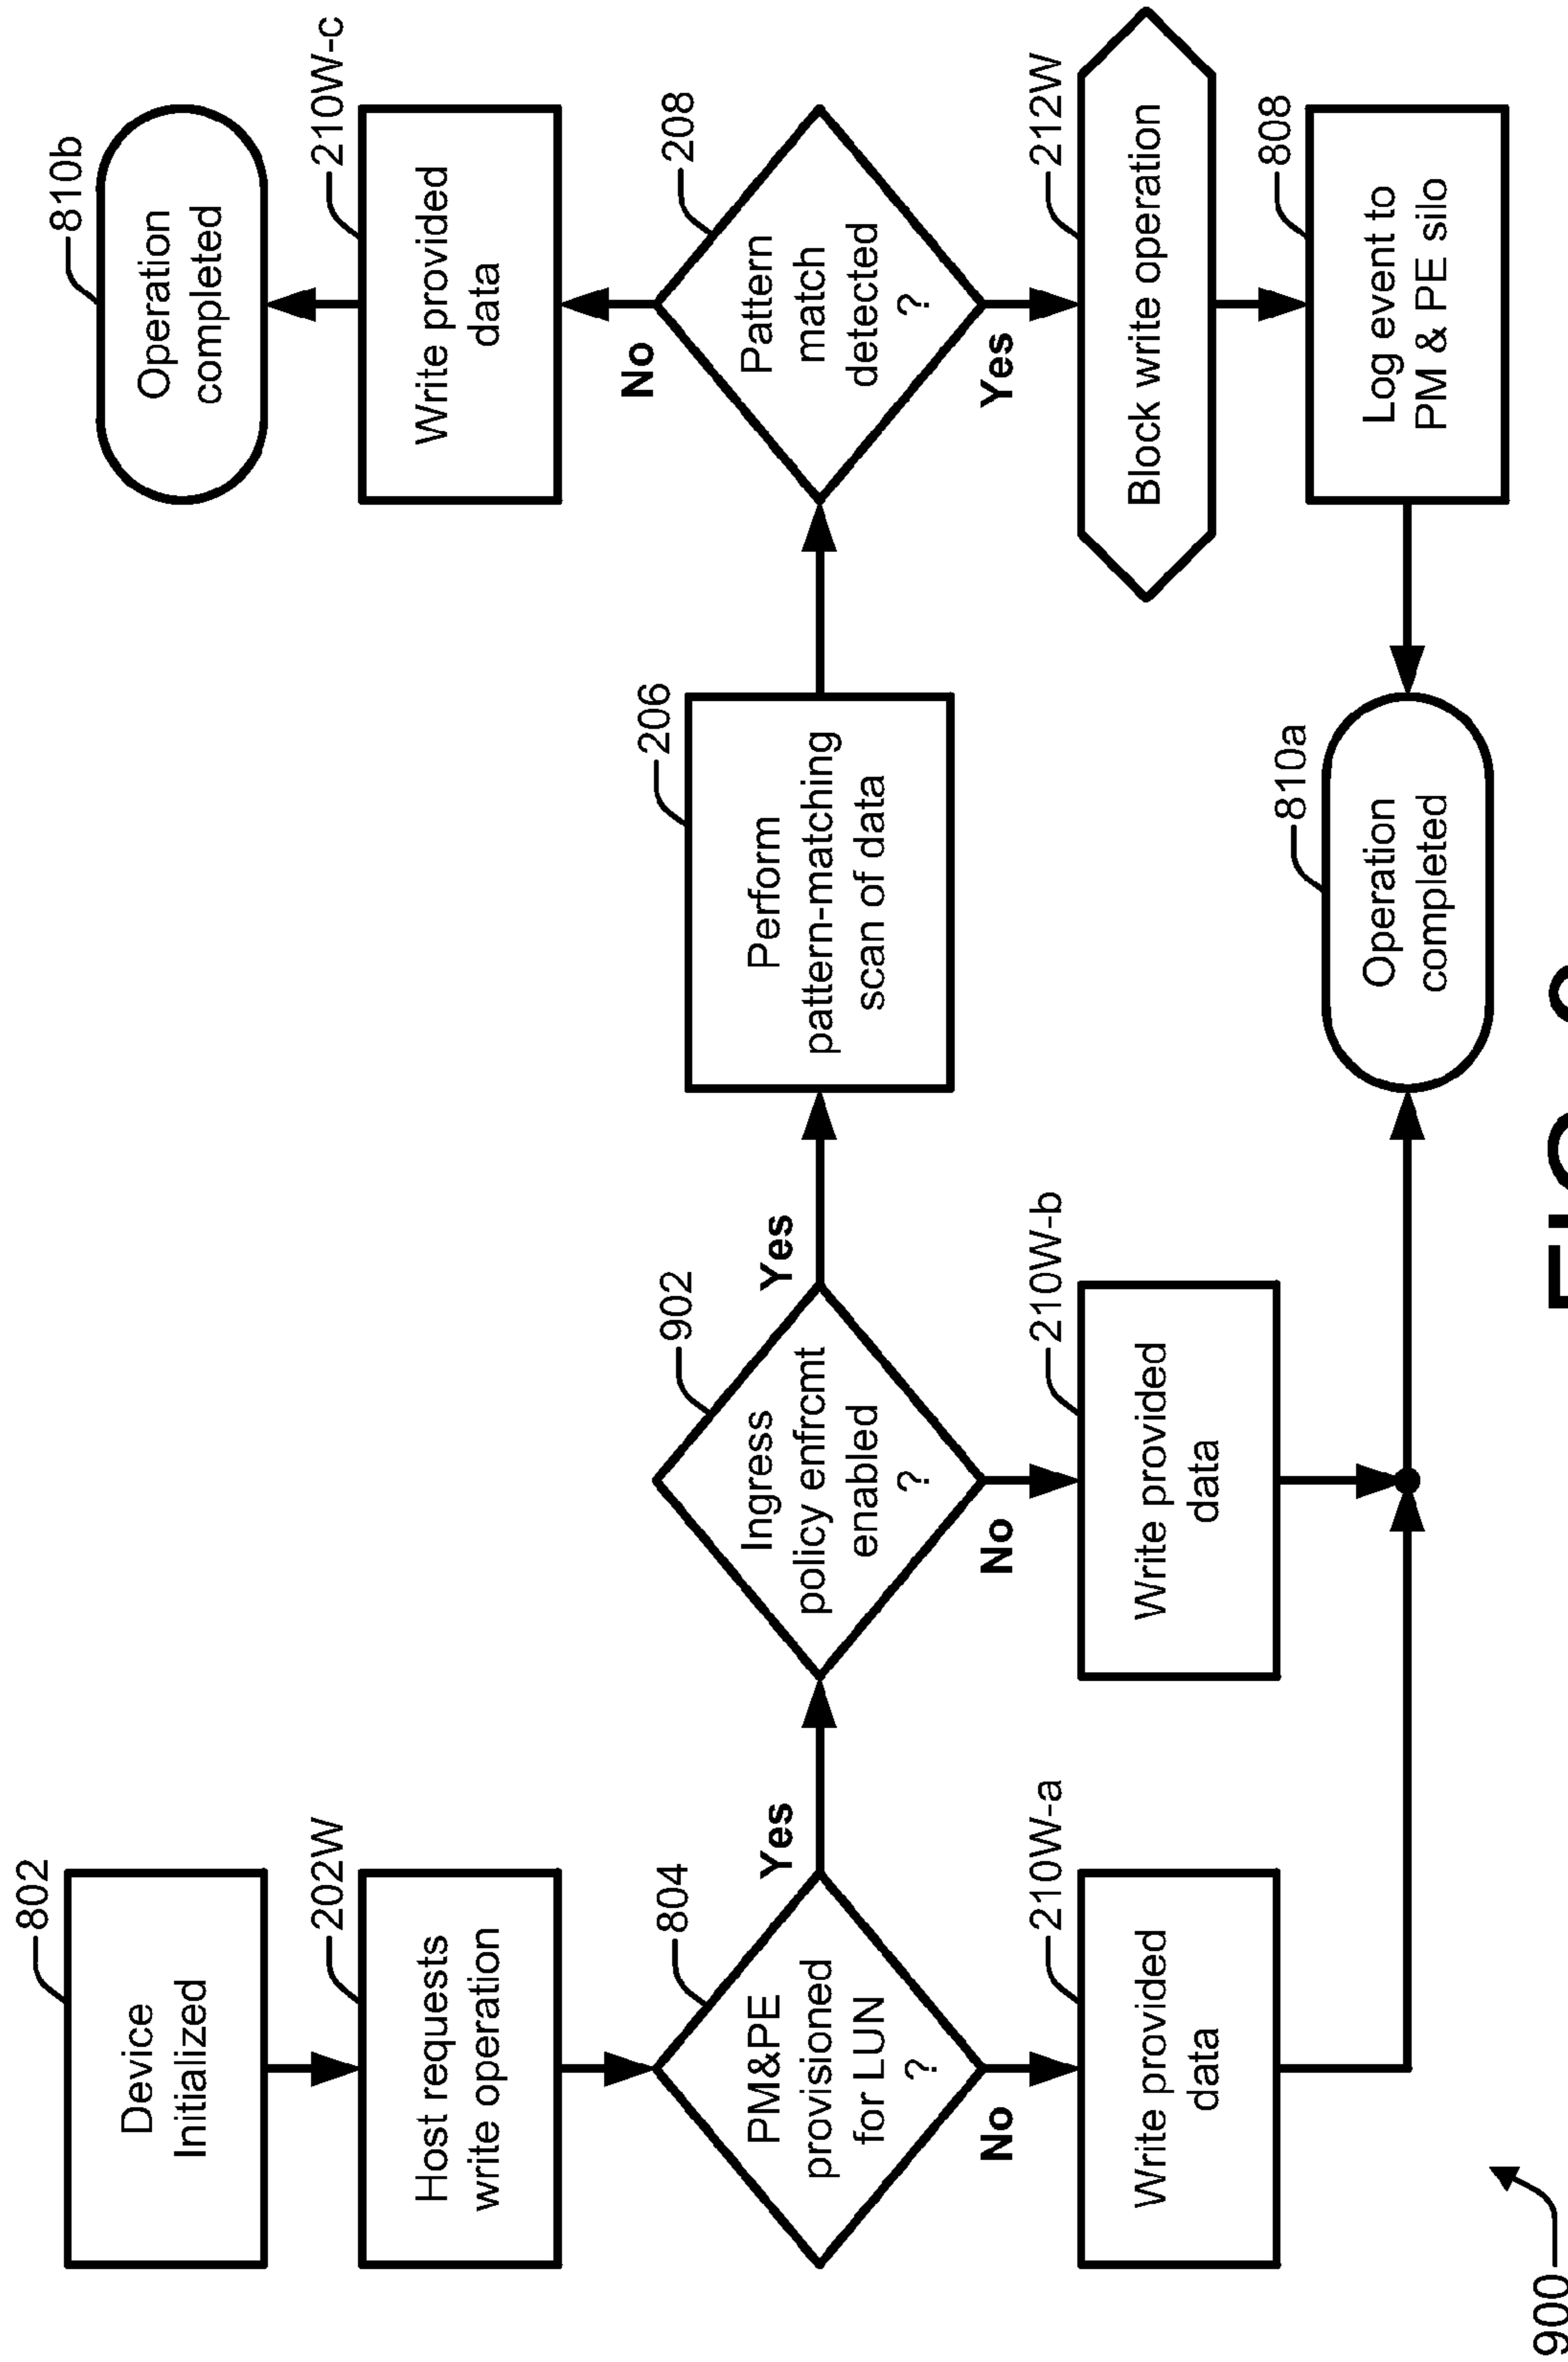 802
Device
Initialized
202W
Host requests
write operation
804
PM&PE
provisioned
for LUN
?
Yes
No
210W-a
Write provided
data
902
Ingress
policy enfrcmt
enabled
?
Yes
No
210W-b
Write provided
data
206
Perform
pattern-matching
scan of data
208
Pattern
match
detected
?
No
Yes
210W-c
Write provided
data
810b
Operation
completed
212W
Block write operation
808
Log event to
PM & PE silo
810a
Operation
completed
900